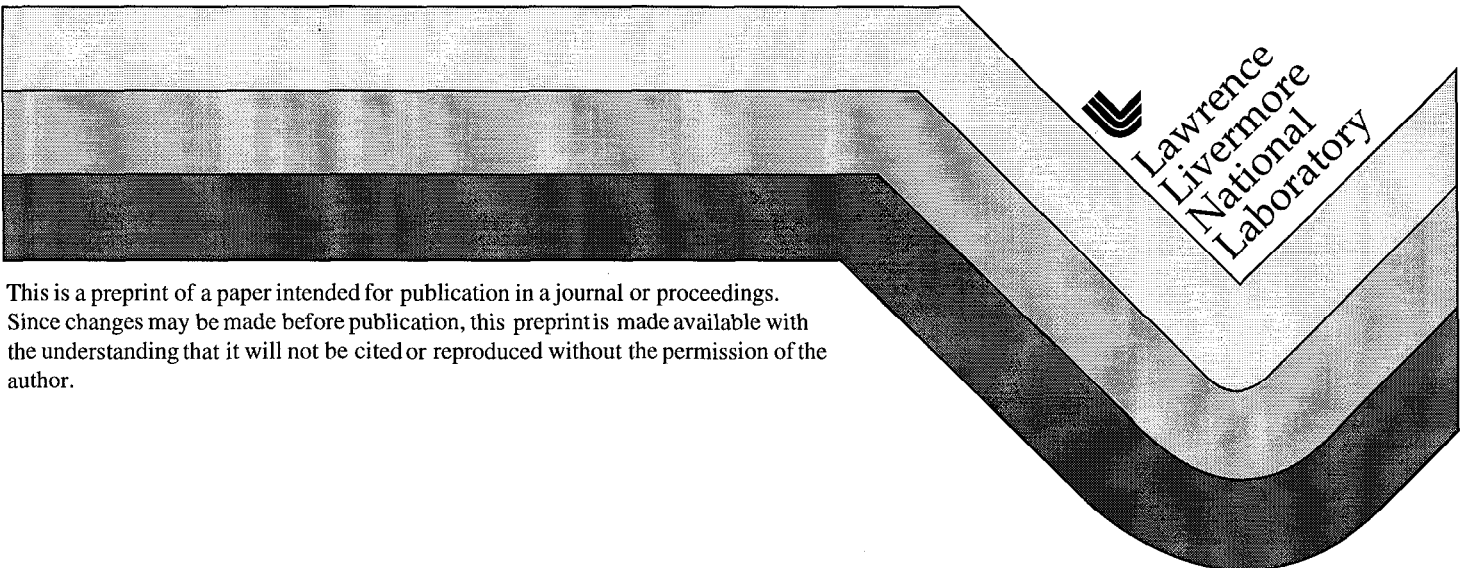 Lawrence
Livermore
National
Laboratory
This is a preprint of a paper intended for publication in a journal or proceedings.
Since changes may be made before publication, this preprint is made available with
the understanding that it will not be cited or reproduced without the permission of the
author.